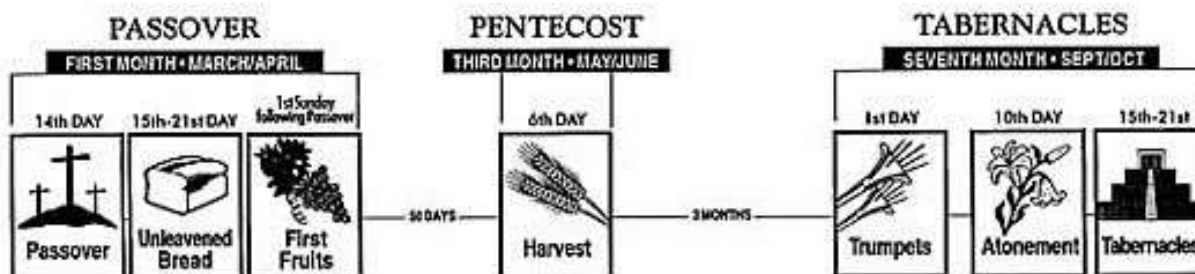 PASSOVER
FIRST MONTH • MARCH/APRIL
14th DAY
Passover
15th-21st DAY
Unleavened
Bread
1st Sunday
following Passover
First
Fruits
50 DAYS
PENTECOST
THIRD MONTH • MAY/JUNE
6th DAY
Harvest
3 MONTHS
TABERNACLES
SEVENTH MONTH • SEPT/OCT
1st DAY
Trumpets
10th DAY
Atonement
15th-21st
Tabernacles